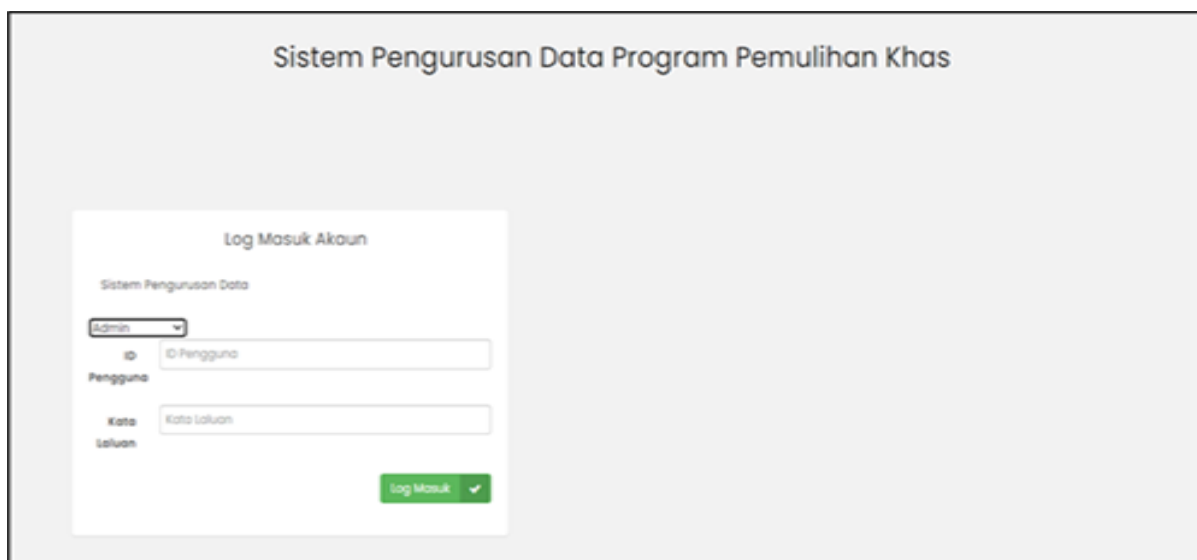 Sistem Pengurusan Data Program Pemulihan Khas
Log Masuk Akaun
Sistem Pengurusan Data
Admin
ID
Pengguna
ID Pengguna
Kata
Laluan
Kata Laluan
Log Masuk